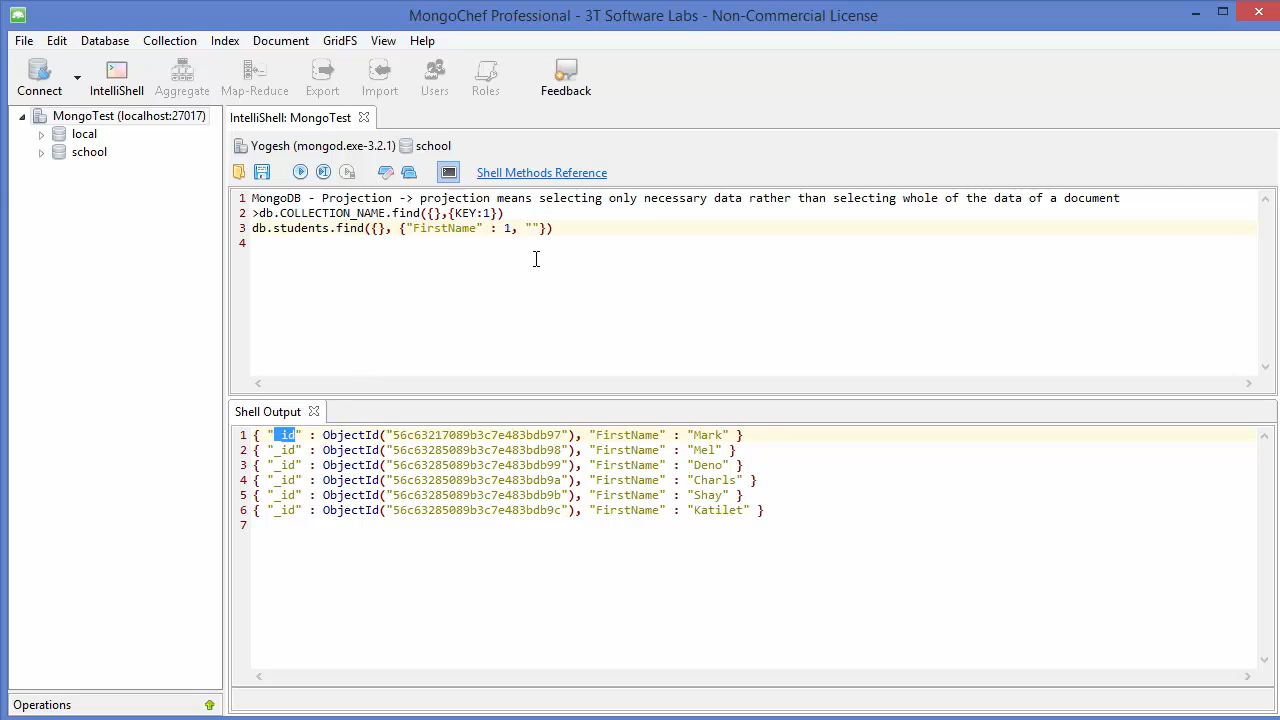 MongoChef Professional - 3T Software Labs - Non-Commercial License
File Edit Database Collection Index Document GridFS View Help
Connect IntelliShell Aggregate Map-Reduce Export Import Users Roles Feedback
MongoTest (localhost:27017)
local
school
IntelliShell: MongoTest
Yogesh (mongod.exe-3.2.1) school
Shell Methods Reference
1 MongoDB - Projection -> projection means selecting only necessary data rather than selecting whole of the data of a document
2 >db.COLLECTION_NAME.find({},{KEY:1})
3 db.students.find({}, {"FirstName" : 1, ""})
4
Shell Output
1 { "_id" : ObjectId("56c63217089b3c7e483bdb97"), "FirstName" : "Mark" }
2 { "_id" : ObjectId("56c63285089b3c7e483bdb98"), "FirstName" : "Mel" }
3 { "_id" : ObjectId("56c63285089b3c7e483bdb99"), "FirstName" : "Deno" }
4 { "_id" : ObjectId("56c63285089b3c7e483bdb9a"), "FirstName" : "Charls" }
5 { "_id" : ObjectId("56c63285089b3c7e483bdb9b"), "FirstName" : "Shay" }
6 { "_id" : ObjectId("56c63285089b3c7e483bdb9c"), "FirstName" : "Katilet" }
7
Operations